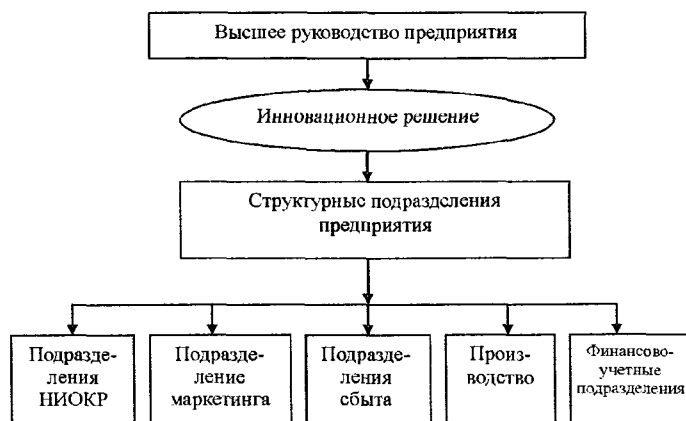 Высшее руководство предприятия
Инновационное решение
Структурные подразделения
предприятия
Подразде-
ления
НИОКР
Подразде-
ление
маркетинга
Подразде-
ления
сбыта
Произ-
водство
Финансово-
учетные
подразделения